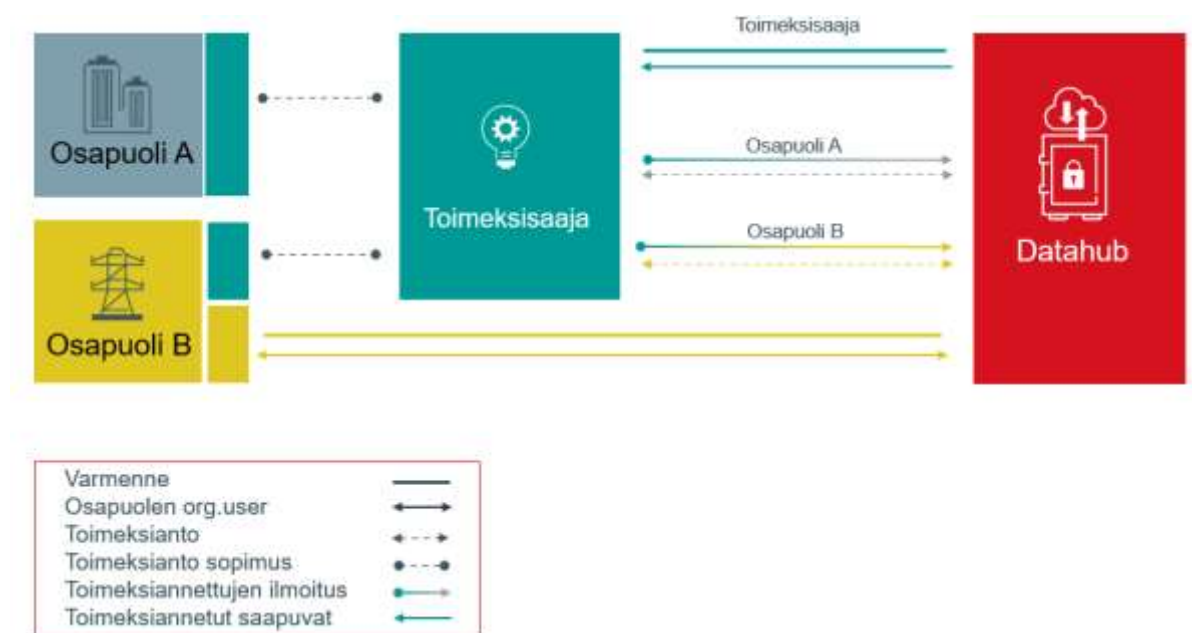 Toimeksisaaja
Osapuoli A
Toimeksisaaja
Osapuoli A
Osapuoli B
Osapuoli B
Datahub
Varmenne
Osapuolen org.user
Toimeksianto
Toimeksianto sopimus
Toimeksiannettujen ilmoitus
Toimeksiannetut saapuvat